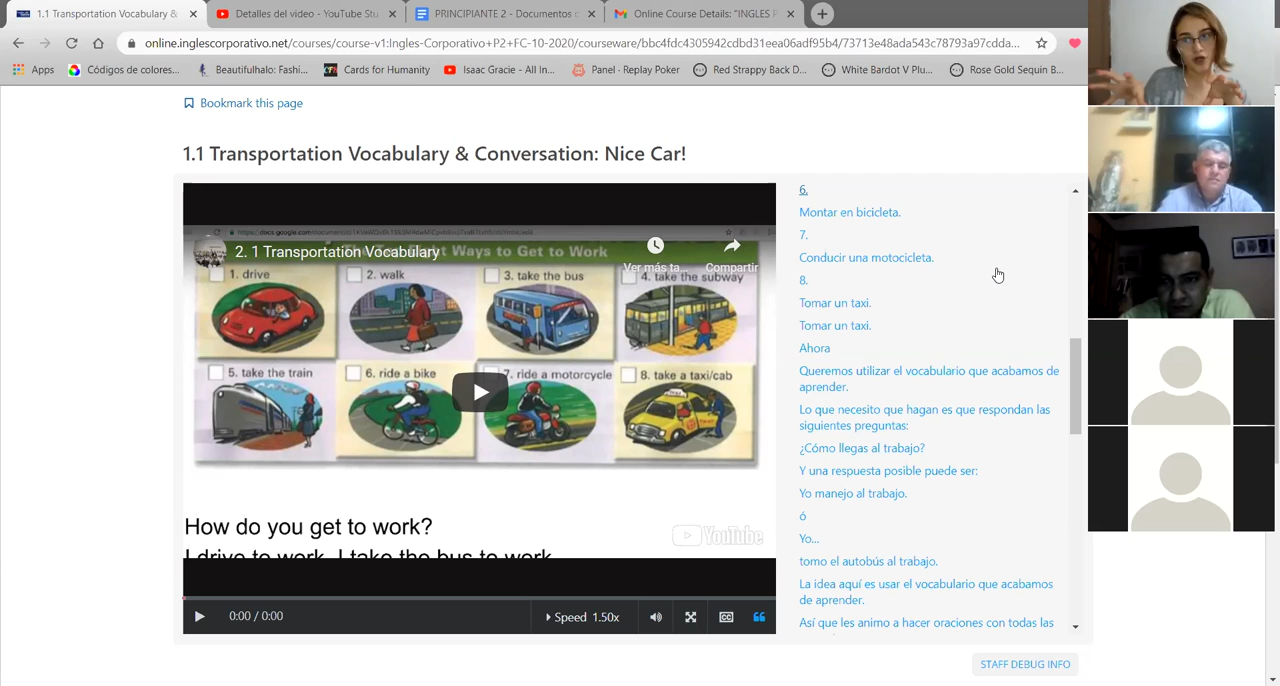 1.1 Transportation Vocabulary &
Detalles del video - YouTube Stu
PRINCIPIANTE 2 - Documentos
Online Course Details: "INGLES P
online.inglescorporativo.net/courses/course-v1:Ingles-Corporativo+P2+FC-10-2020/courseware/bbc4fdc4305942cdbd31eea06adf95b4/73713e48ada543c78793a97cdda...
Apps
Códigos de colores...
Beautifulhalo: Fashi...
Cards for Humanity
Isaac Gracie - All In...
Panel · Replay Poker
Red Strappy Back D...
White Bardot V Plu...
Rose Gold Sequin B...
Bookmark this page
1.1 Transportation Vocabulary & Conversation: Nice Car!
2. 1 Transportation Vocabulary
Ways to Get to Work
Ver más ta...
Compartir
1. drive
2. walk
3. take the bus
4. take the subway
5. take the train
6. ride a bike
7. ride a motorcycle
8. take a taxi/cab
TAXI
How do you get to work?
I drive to work. I take the bus to work
YouTube
0:00 / 0:00
Speed 1.50x
6.
Montar en bicicleta.
7.
Conducir una motocicleta.
8.
Tomar un taxi.
Tomar un taxi.
Ahora
Queremos utilizar el vocabulario que acabamos de
aprender.
Lo que necesito que hagan es que respondan las
siguientes preguntas:
¿Cómo llegas al trabajo?
Y una respuesta posible puede ser:
Yo manejo al trabajo.
ó
Yo...
tomo el autobús al trabajo.
La idea aquí es usar el vocabulario que acabamos
de aprender.
Así que les animo a hacer oraciones con todas las
STAFF DEBUG INFO